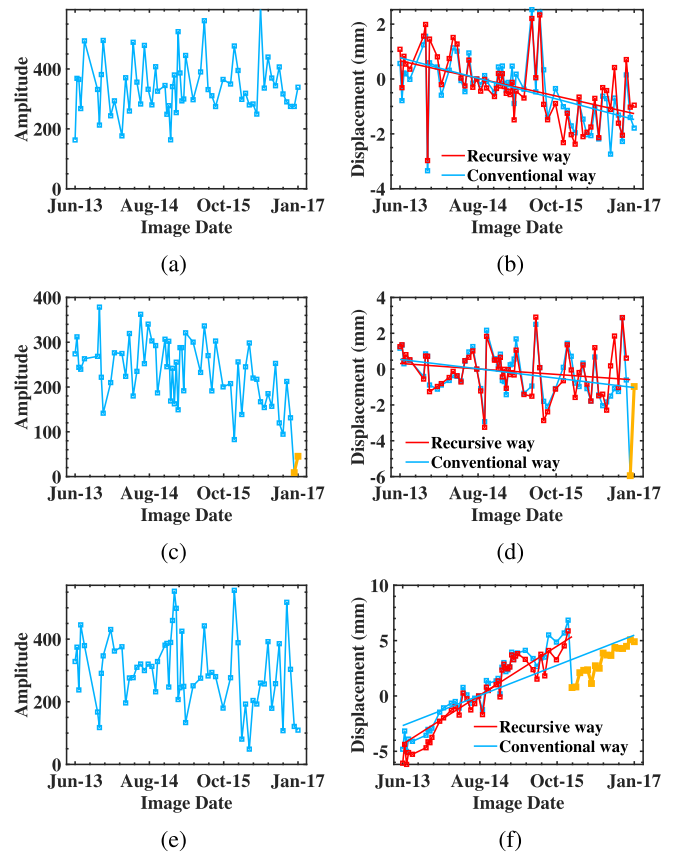 Amplitude
400
200
0
Jun-13 Aug-14 Oct-15 Jan-17
Image Date
(a)
Displacement (mm)
2
0
-2
-4
Recursive way
Conventional way
Jun-13 Aug-14 Oct-15 Jan-17
Image Date
(b)
Amplitude
400
300
200
100
0
Jun-13 Aug-14 Oct-15 Jan-17
Image Date
(c)
Displacement (mm)
4
2
0
-2
-4
-6
Recursive way
Conventional way
Jun-13 Aug-14 Oct-15 Jan-17
Image Date
(d)
Amplitude
400
200
0
Jun-13 Aug-14 Oct-15 Jan-17
Image Date
(e)
Displacement (mm)
10
5
0
-5
Recursive way
Conventional way
Jun-13 Aug-14 Oct-15 Jan-17
Image Date
(f)